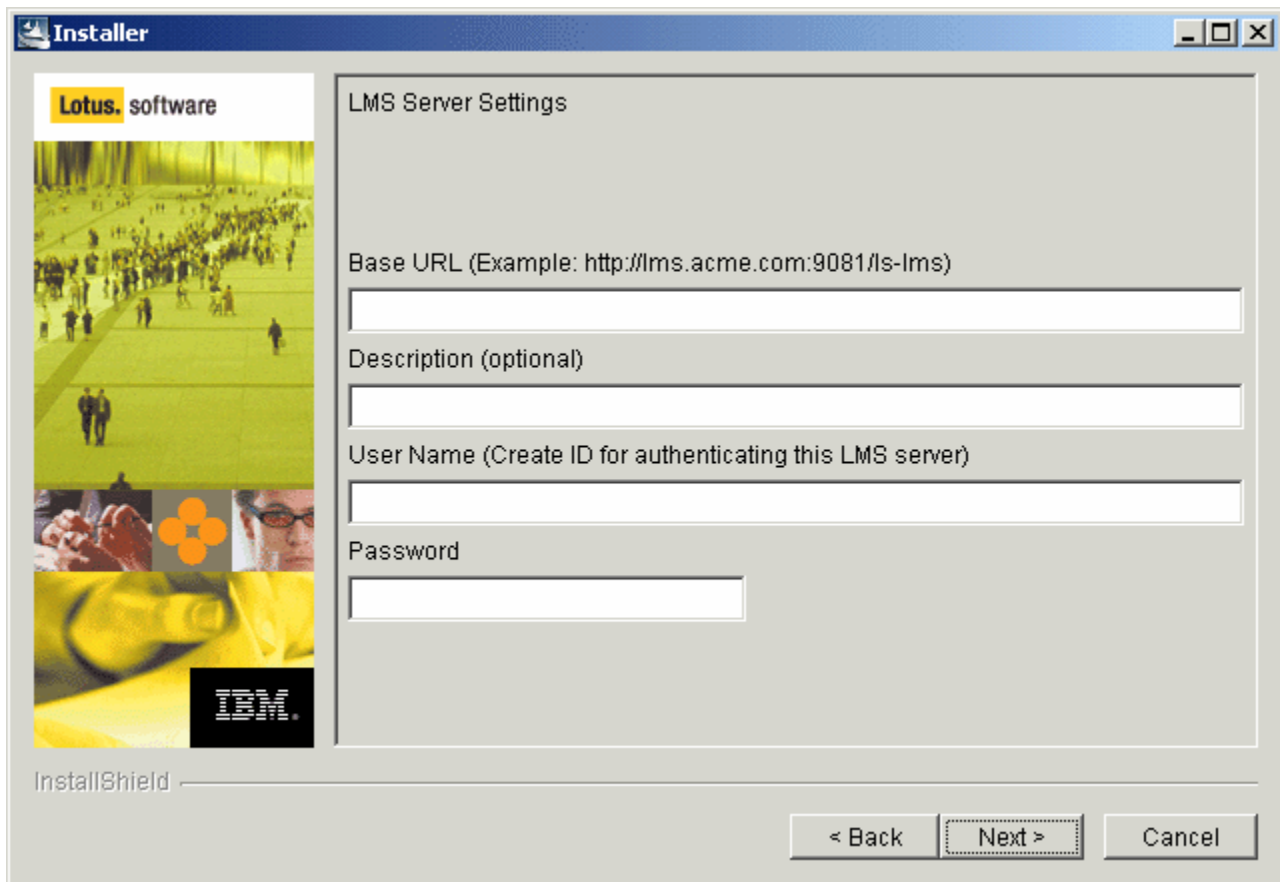 Installer
Lotus. software
LMS Server Settings
Base URL (Example: http://lms.acme.com:9081/ls-lms)
Description (optional)
User Name (Create ID for authenticating this LMS server)
Password
IBM.
InstallShield
< Back
Next >
Cancel